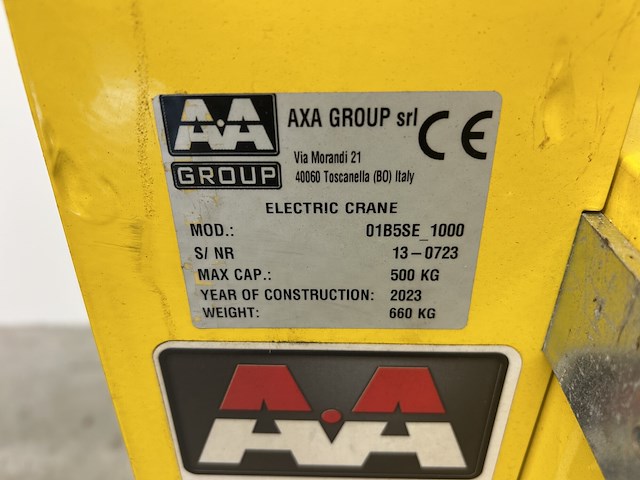 AXA GROUP srl CE
Via Morandi 21
40060 Toscanella (BO) Italy
GROUP
ELECTRIC CRANE
MOD.: 01B5SE_1000
S/ NR 13-0723
MAX CAP.: 500 KG
YEAR OF CONSTRUCTION: 2023
WEIGHT: 660 KG